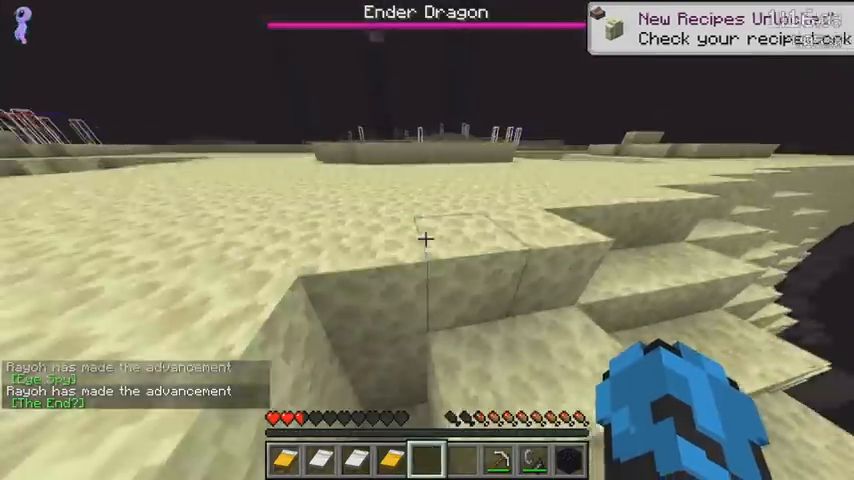 Ender Dragon
New Recipes Unlocked!
Check your recipe book
Rayoh has made the advancement
[Eye Spy]
Rayoh has made the advancement
[The End?]